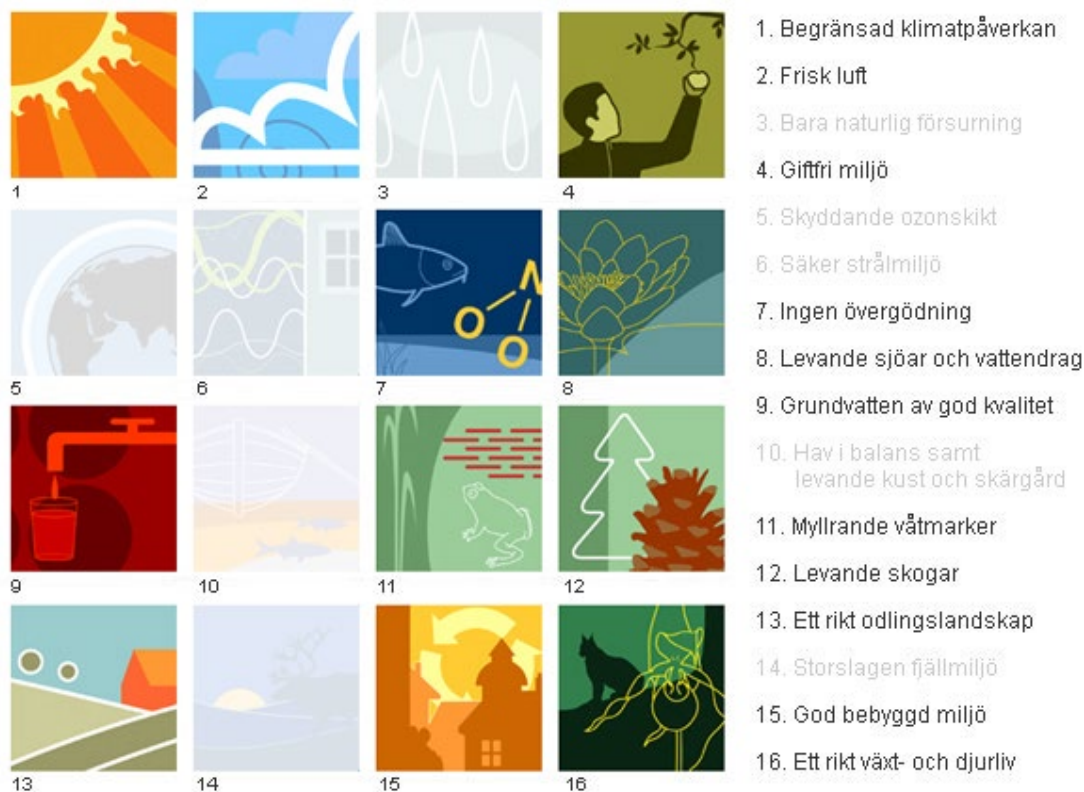 1
2
3
4
5
6
7
O
N
O
8
9
10
11
12
13
14
15
16
1. Begränsad klimatpåverkan
2. Frisk luft
3. Bara naturlig försurning
4. Giftfri miljö
5. Skyddande ozonskikt
6. Säker strålmiljö
7. Ingen övergödning
8. Levande sjöar och vattendrag
9. Grundvatten av god kvalitet
10. Hav i balans samt
levande kust och skärgård
11. Myllrande våtmarker
12. Levande skogar
13. Ett rikt odlingslandskap
14. Storslagen fjällmiljö
15. God bebyggd miljö
16. Ett rikt växt- och djurliv